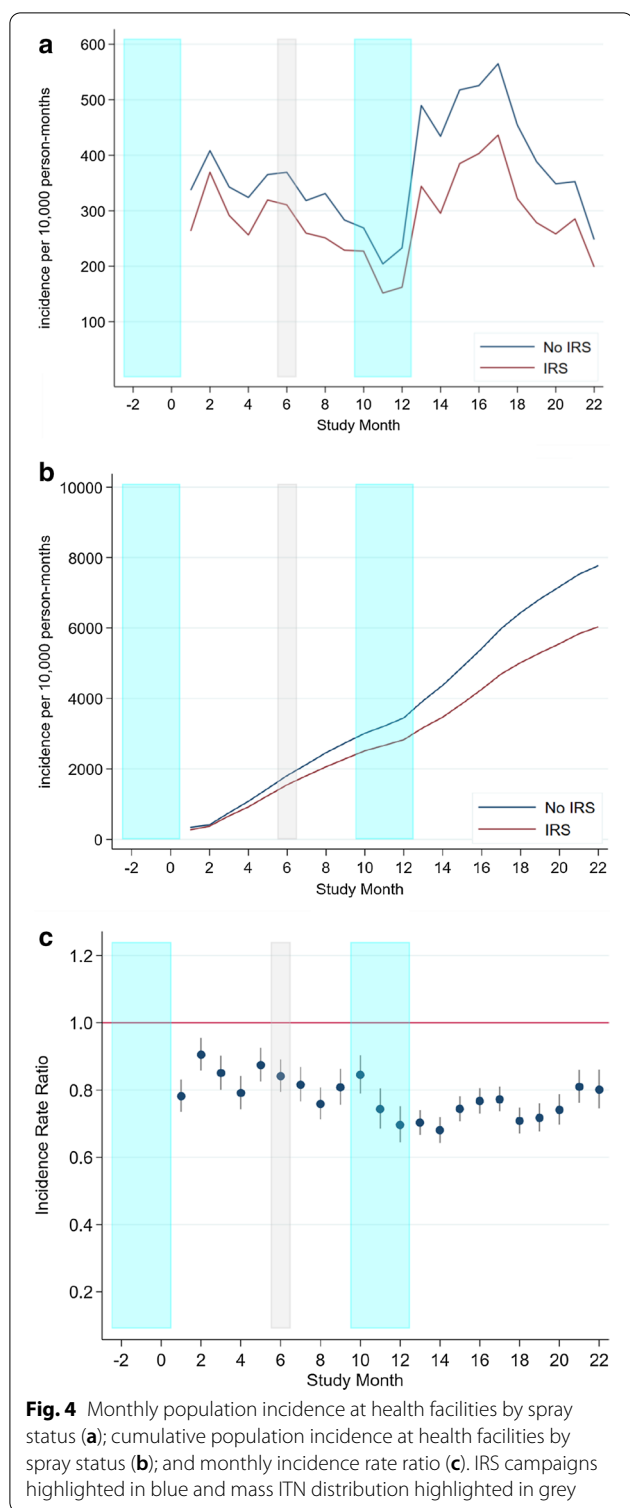 a
600
500
400
300
200
100
incidence per 10,000 person-months
No IRS
IRS
-2 0 2 4 6 8 10 12 14 16 18 20 22
Study Month
b
10000
8000
6000
4000
2000
0
incidence per 10,000 person-months
No IRS
IRS
-2 0 2 4 6 8 10 12 14 16 18 20 22
Study Month
c
1.2
1.0
0.8
0.6
0.4
0.2
Incidence Rate Ratio
-2 0 2 4 6 8 10 12 14 16 18 20 22
Study Month
Fig. 4 Monthly population incidence at health facilities by spray
status (a); cumulative population incidence at health facilities by
spray status (b); and monthly incidence rate ratio (c). IRS campaigns
highlighted in blue and mass ITN distribution highlighted in grey